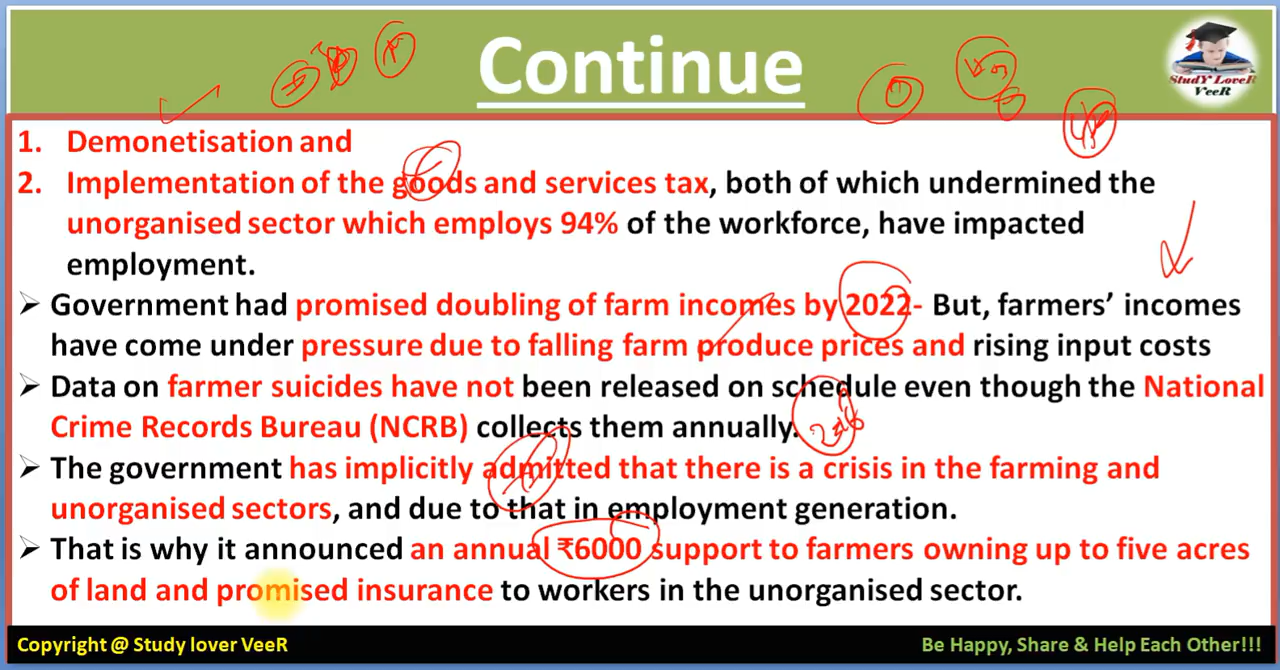 Continue
StudY LoveR
VeeR
1. Demonetisation and
2. Implementation of the goods and services tax, both of which undermined the
unorganised sector which employs 94% of the workforce, have impacted
employment.
➢ Government had promised doubling of farm incomes by 2022- But, farmers’ incomes
have come under pressure due to falling farm produce prices and rising input costs
➢ Data on farmer suicides have not been released on schedule even though the National
Crime Records Bureau (NCRB) collects them annually.
➢ The government has implicitly admitted that there is a crisis in the farming and
unorganised sectors, and due to that in employment generation.
➢ That is why it announced an annual ₹6000 support to farmers owning up to five acres
of land and promised insurance to workers in the unorganised sector.
Copyright @ Study lover VeeR
Be Happy, Share & Help Each Other!!!